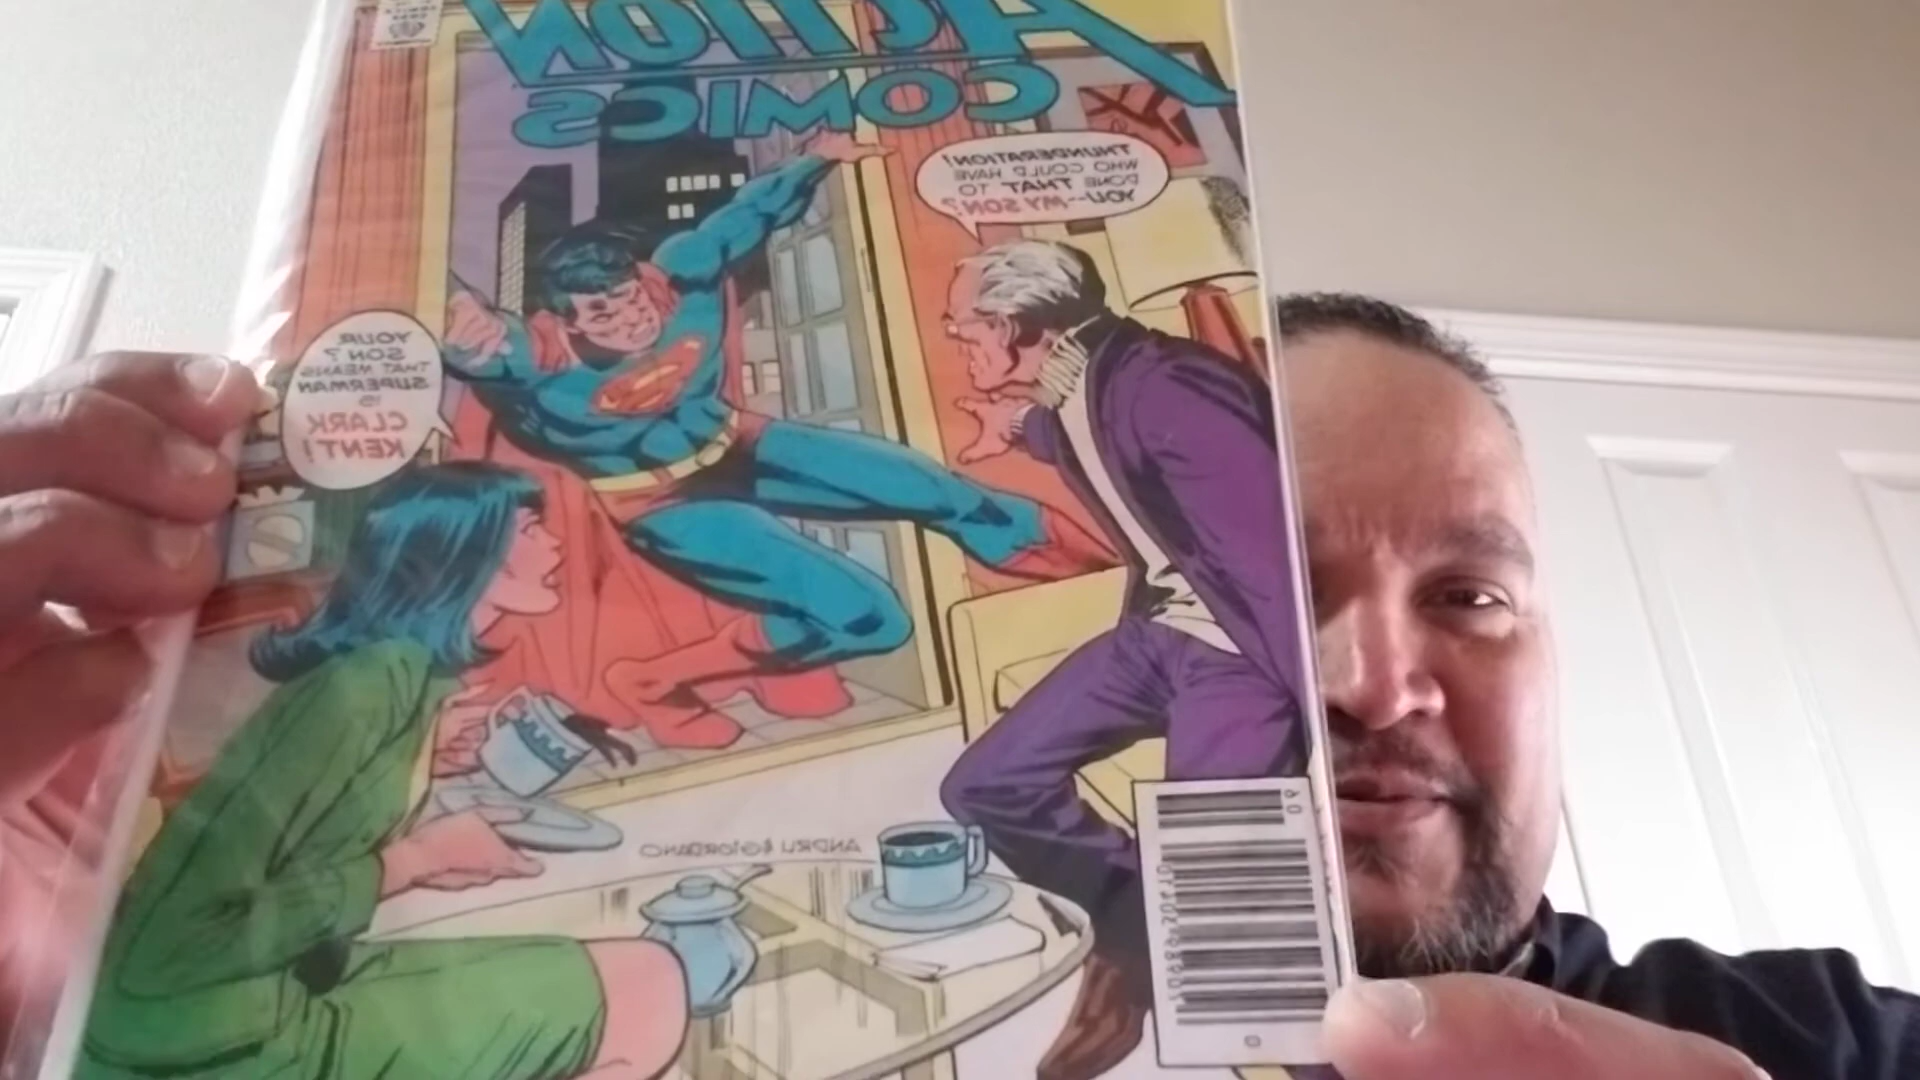 ACTION
COMICS
THUNDERATION!
WHO COULD HAVE
DONE THAT TO
YOU--MY SON?
YOUR
SON?
THAT MEANS
SUPERMAN
IS
CLARK
KENT!
ANDRU & GIORDANO
09